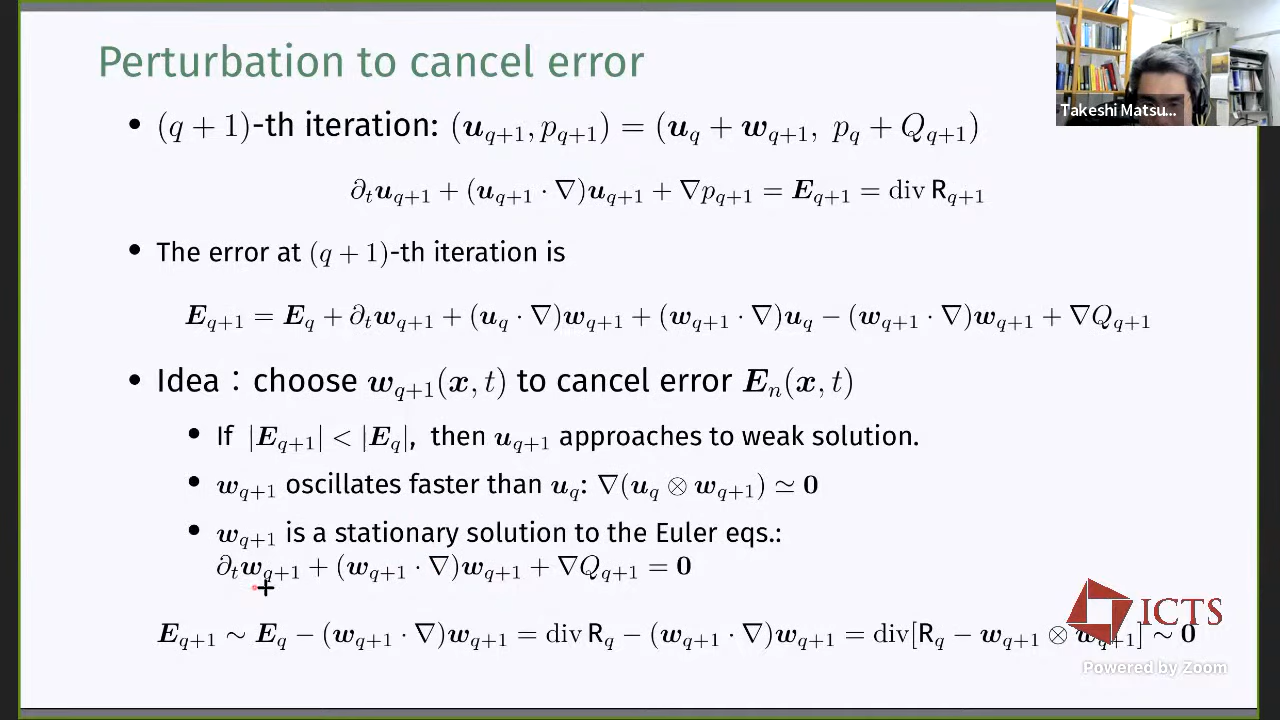 Perturbation to cancel error
• (q + 1)-th iteration: (u_{q+1}, p_{q+1}) = (u_q + w_{q+1}, p_q + Q_{q+1})
∂_t u_{q+1} + (u_{q+1} · ∇)u_{q+1} + ∇p_{q+1} = E_{q+1} = div R_{q+1}
• The error at (q + 1)-th iteration is
E_{q+1} = E_q + ∂_t w_{q+1} + (u_q · ∇)w_{q+1} + (w_{q+1} · ∇)u_q − (w_{q+1} · ∇)w_{q+1} + ∇Q_{q+1}
• Idea：choose w_{q+1}(x, t) to cancel error E_n(x, t)
• If |E_{q+1}| < |E_q|, then u_{q+1} approaches to weak solution.
• w_{q+1} oscillates faster than u_q: ∇(u_q ⊗ w_{q+1}) ≃ 0
• w_{q+1} is a stationary solution to the Euler eqs.:
∂_t w_{q+1} + (w_{q+1} · ∇)w_{q+1} + ∇Q_{q+1} = 0
E_{q+1} ∼ E_q − (w_{q+1} · ∇)w_{q+1} = div R_q − (w_{q+1} · ∇)w_{q+1} = div[R_q − w_{q+1} ⊗ w_{q+1}] ∼ 0
Takeshi Matsu...
ICTS
Powered by Zoom